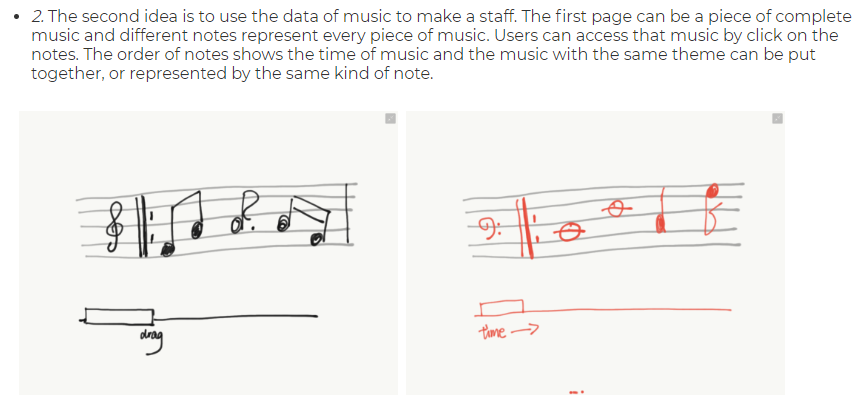 • 2. The second idea is to use the data of music to make a staff. The first page can be a piece of complete
music and different notes represent every piece of music. Users can access that music by click on the
notes. The order of notes shows the time of music and the music with the same theme can be put
together, or represented by the same kind of note.
drag
time →